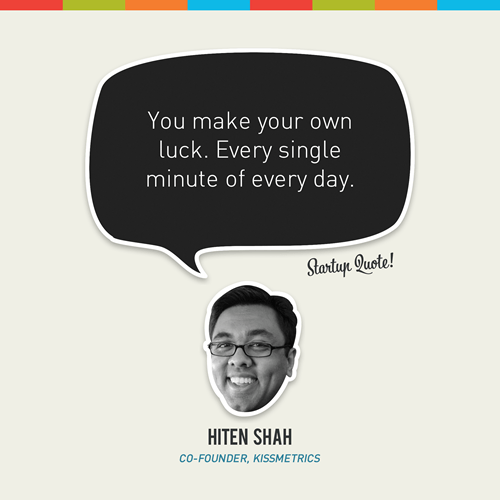 You make your own
luck. Every single
minute of every day.
Startup Quote!
HITEN SHAH
CO-FOUNDER, KISSMETRICS